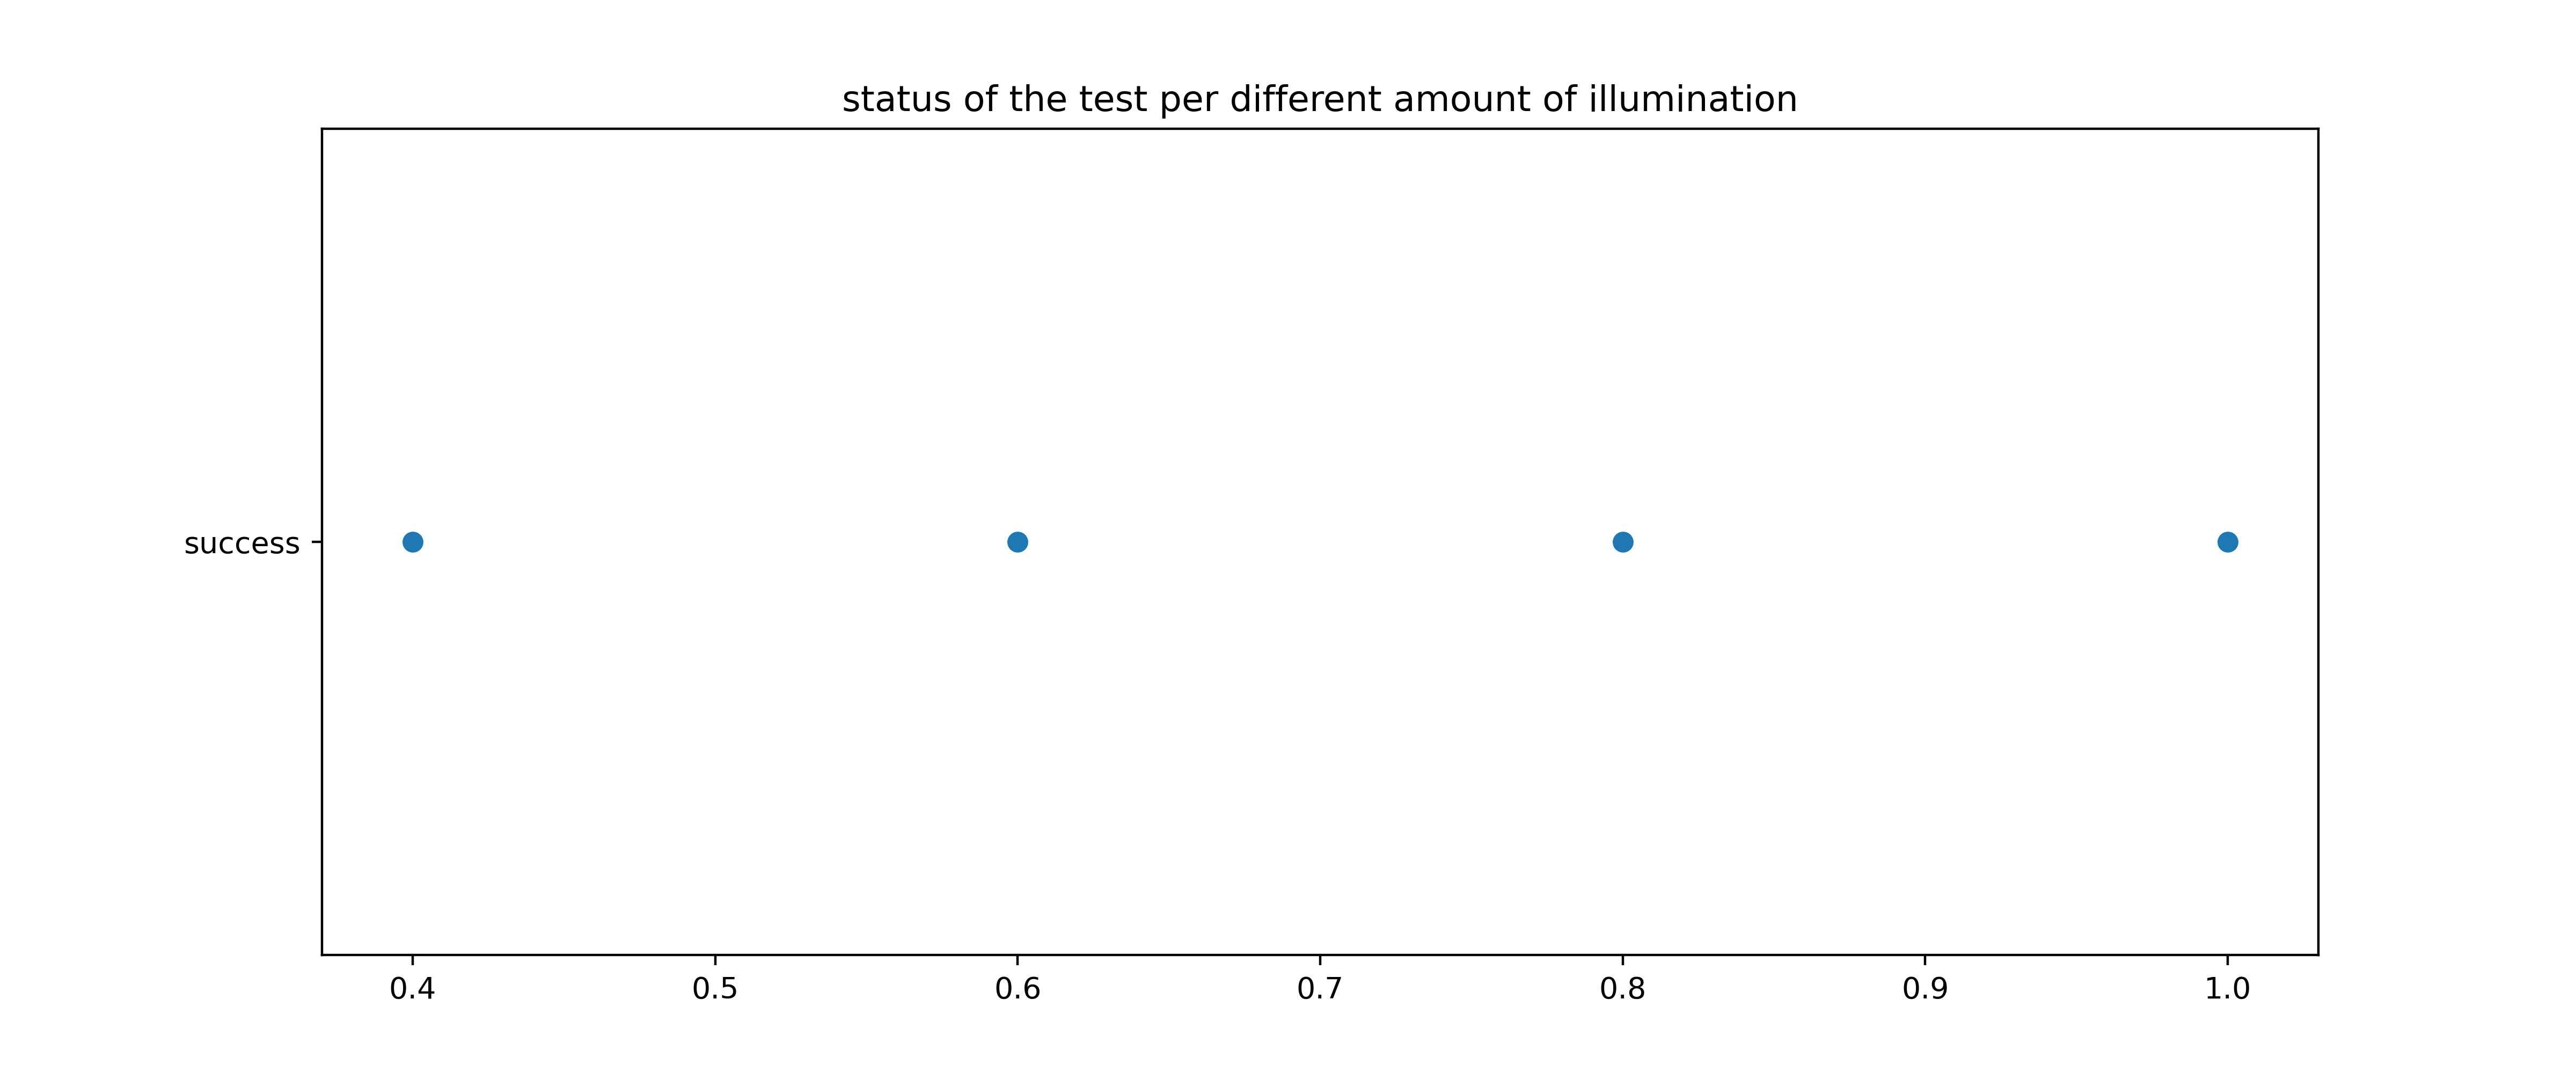 status of the test per different amount of illumination
success
0.4 0.5 0.6 0.7 0.8 0.9 1.0